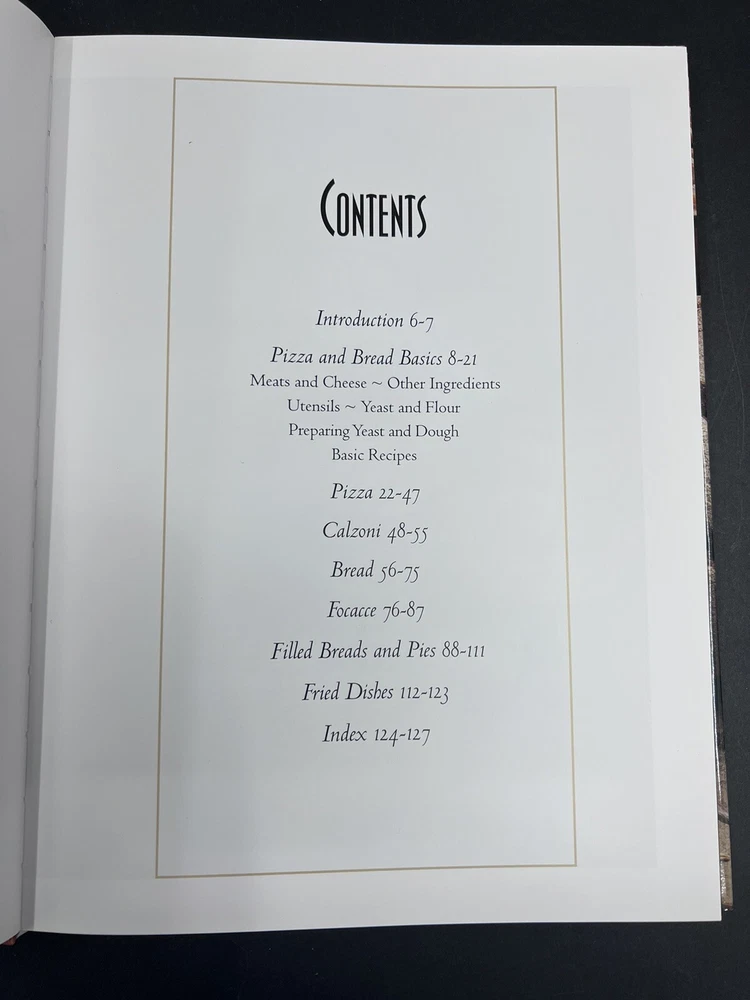 CONTENTS
Introduction 6-7
Pizza and Bread Basics 8-21
Meats and Cheese ~ Other Ingredients
Utensils ~ Yeast and Flour
Preparing Yeast and Dough
Basic Recipes
Pizza 22-47
Calzoni 48-55
Bread 56-75
Focacce 76-87
Filled Breads and Pies 88-111
Fried Dishes 112-123
Index 124-127